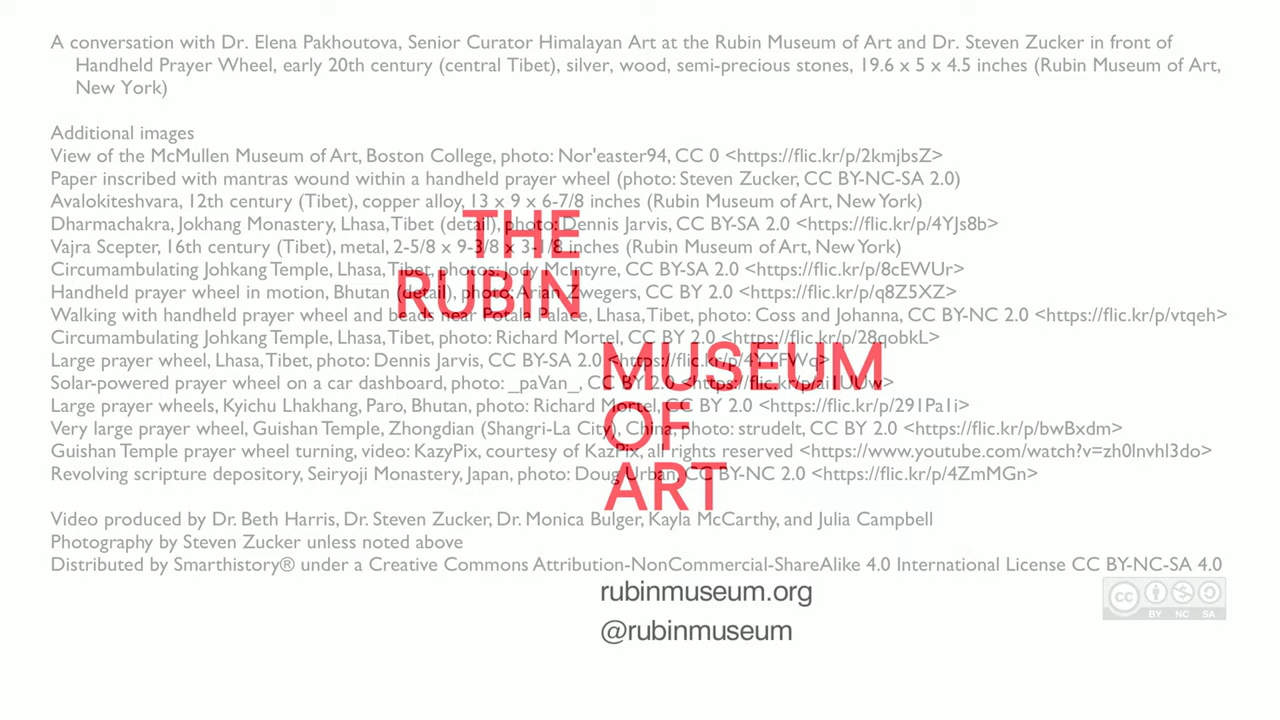 A conversation with Dr. Elena Pakhoutova, Senior Curator Himalayan Art at the Rubin Museum of Art and Dr. Steven Zucker in front of
Handheld Prayer Wheel, early 20th century (central Tibet), silver, wood, semi-precious stones, 19.6 x 5 x 4.5 inches (Rubin Museum of Art,
New York)
Additional images
View of the McMullen Museum of Art, Boston College, photo: Nor'easter94, CC 0 <https://flic.kr/p/2kmjbsZ>
Paper inscribed with mantras wound within a handheld prayer wheel (photo: Steven Zucker, CC BY-NC-SA 2.0)
Avalokiteshvara, 12th century (Tibet), copper alloy, 13 x 9 x 6-7/8 inches (Rubin Museum of Art, New York)
Dharmachakra, Jokhang Monastery, Lhasa, Tibet (detail), photo: Dennis Jarvis, CC BY-SA 2.0 <https://flic.kr/p/4YJs8b>
Vajra Scepter, 16th century (Tibet), metal, 2-5/8 x 9-3/8 x 3-1/8 inches (Rubin Museum of Art, New York)
Circumambulating Johkang Temple, Lhasa, Tibet, photos: Jody McIntyre, CC BY-SA 2.0 <https://flic.kr/p/8cEWUr>
Handheld prayer wheel in motion, Bhutan (detail), photo: Arian Zwegers, CC BY 2.0 <https://flic.kr/p/q8Z5XZ>
Walking with handheld prayer wheel and beads near Potala Palace, Lhasa, Tibet, photo: Coss and Johanna, CC BY-NC 2.0 <https://flic.kr/p/vtqeh>
Circumambulating Johkang Temple, Lhasa, Tibet, photo: Richard Mortel, CC BY 2.0 <https://flic.kr/p/28qobkL>
Large prayer wheel, Lhasa, Tibet, photo: Dennis Jarvis, CC BY-SA 2.0 <https://flic.kr/p/4YYFWq>
Solar-powered prayer wheel on a car dashboard, photo: _paVan_, CC BY 2.0 <https://flic.kr/p/ai1UUw>
Large prayer wheels, Kyichu Lhakhang, Paro, Bhutan, photo: Richard Mortel, CC BY 2.0 <https://flic.kr/p/291Pa1i>
Very large prayer wheel, Guishan Temple, Zhongdian (Shangri-La City), China, photo: strudelt, CC BY 2.0 <https://flic.kr/p/bwBxdm>
Guishan Temple prayer wheel turning, video: KazyPix, courtesy of KazPix, all rights reserved <https://www.youtube.com/watch?v=zh0lnvhl3do>
Revolving scripture depository, Seiryoji Monastery, Japan, photo: Doug Urban, CC BY-NC 2.0 <https://flic.kr/p/4ZmMGn>
Video produced by Dr. Beth Harris, Dr. Steven Zucker, Dr. Monica Bulger, Kayla McCarthy, and Julia Campbell
Photography by Steven Zucker unless noted above
Distributed by Smarthistory® under a Creative Commons Attribution-NonCommercial-ShareAlike 4.0 International License CC BY-NC-SA 4.0
THE
RUBIN
MUSEUM
OF
ART
rubinmuseum.org
@rubinmuseum
cc BY NC SA